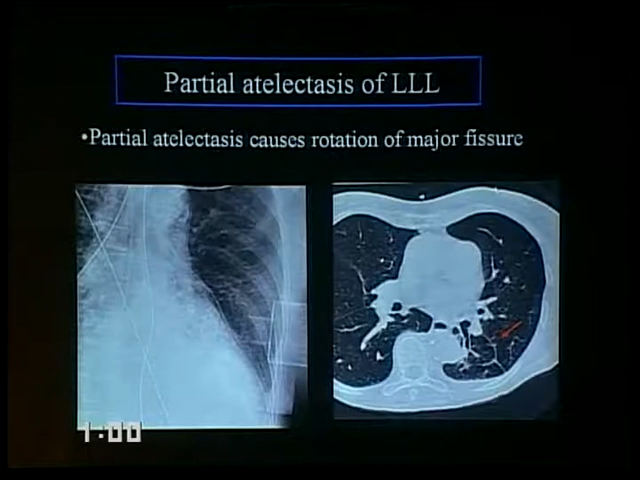 Partial atelectasis of LLL
•Partial atelectasis causes rotation of major fissure
1:00